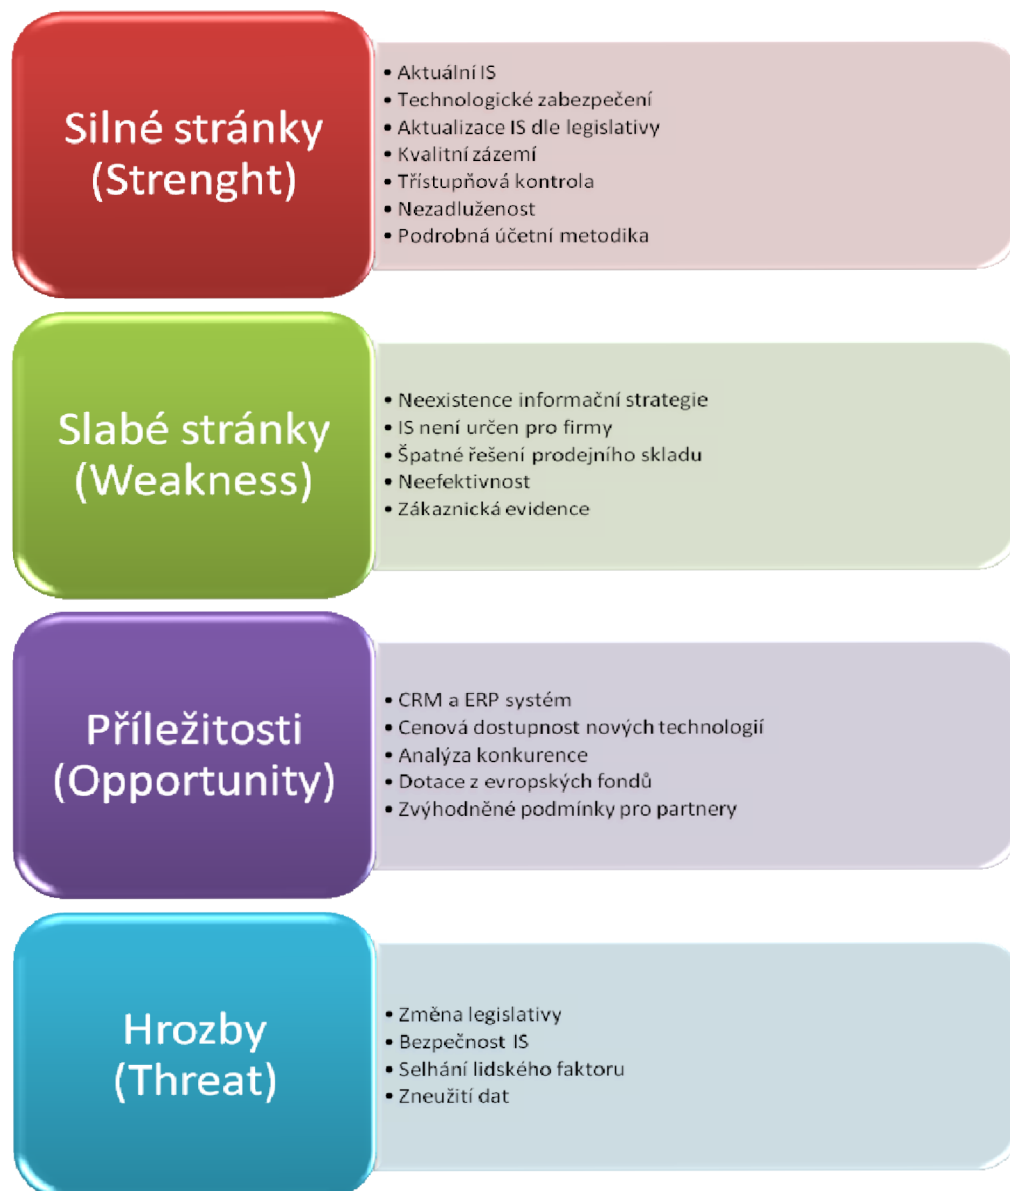 Silné stránky
(Strenght)
• Aktuální IS
• Technologické zabezpečení
• Aktualizace IS dle legislativy
• Kvalitní zázemí
• Třístupňová kontrola
• Nezadluženost
• Podrobná účetní metodika
Slabé stránky
(Weakness)
• Neexistence informační strategie
• IS není určen pro firmy
• Špatné řešení prodejního skladu
• Neefektivnost
• Zákaznická evidence
Příležitosti
(Opportunity)
• CRM a ERP systém
• Cenová dostupnost nových technologií
• Analýza konkurence
• Dotace z evropských fondů
• Zvýhodněné podmínky pro partnery
Hrozby
(Threat)
• Změna legislativy
• Bezpečnost IS
• Selhání lidského faktoru
• Zneužití dat